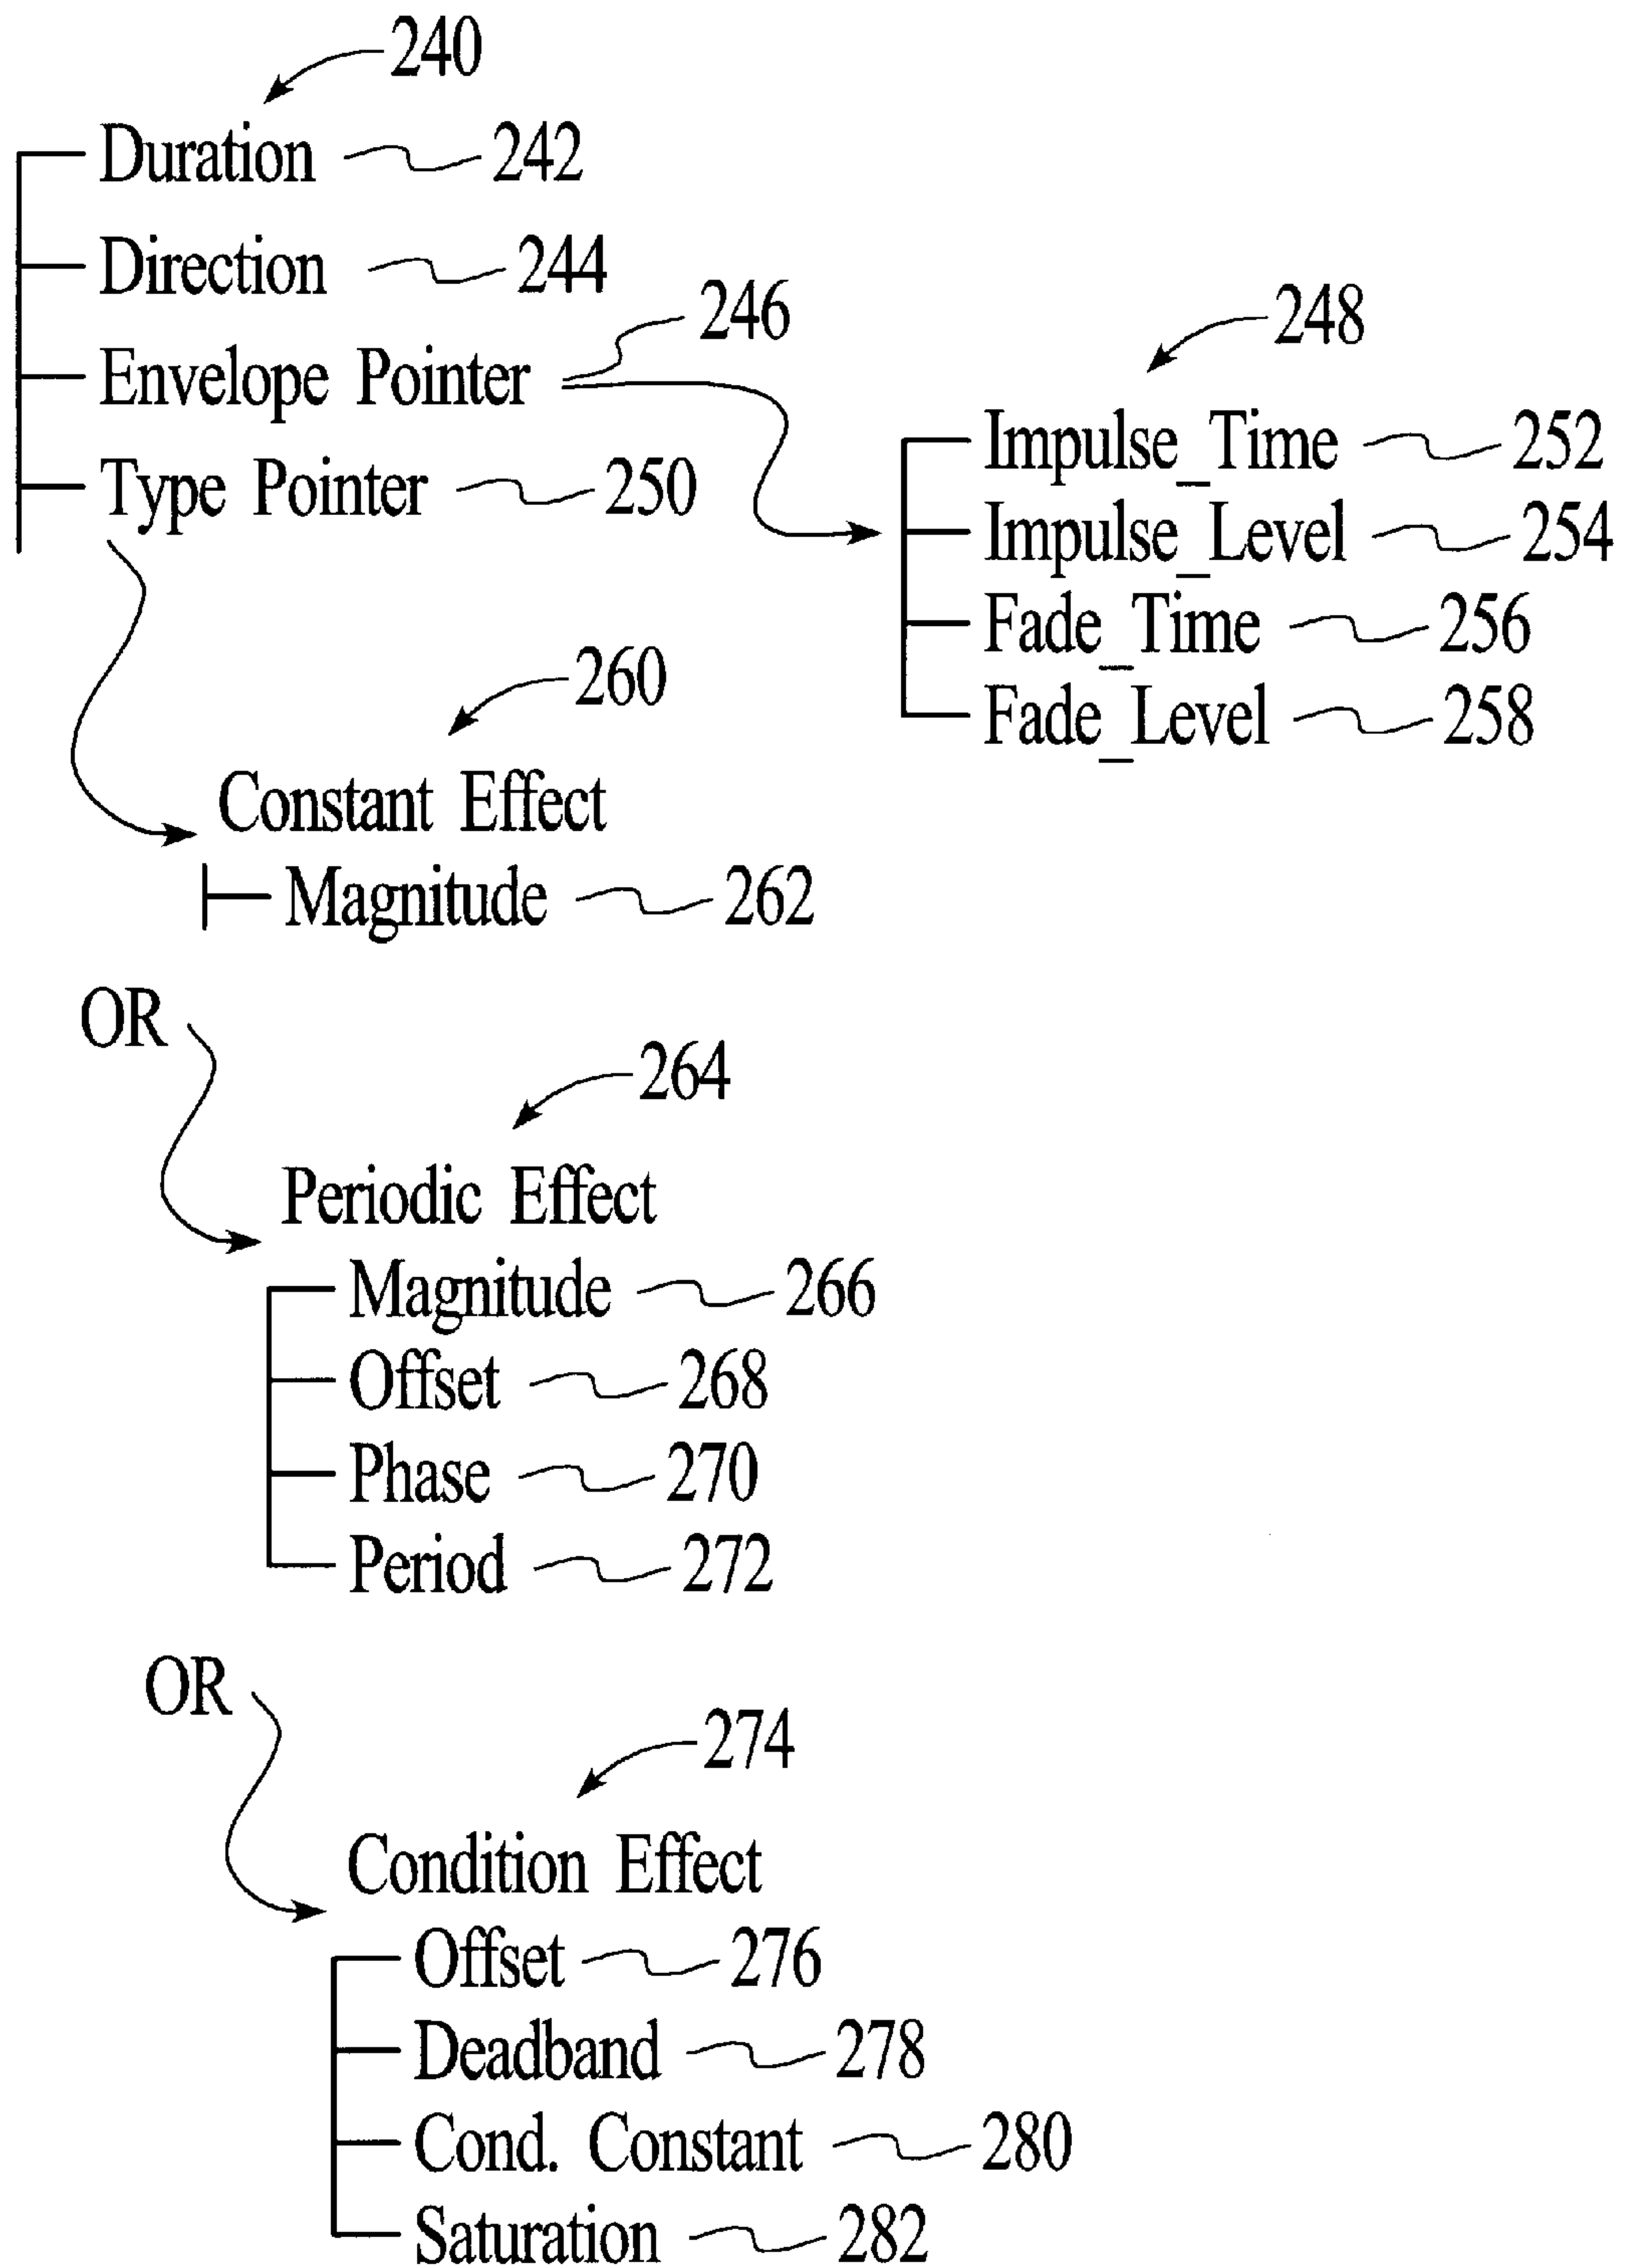 240
Duration 242
Direction 244
Envelope Pointer 246
Type Pointer 250
248
Impulse_Time 252
Impulse_Level 254
Fade_Time 256
Fade_Level 258
260
Constant Effect
Magnitude 262
OR
264
Periodic Effect
Magnitude 266
Offset 268
Phase 270
Period 272
OR
274
Condition Effect
Offset 276
Deadband 278
Cond. Constant 280
Saturation 282